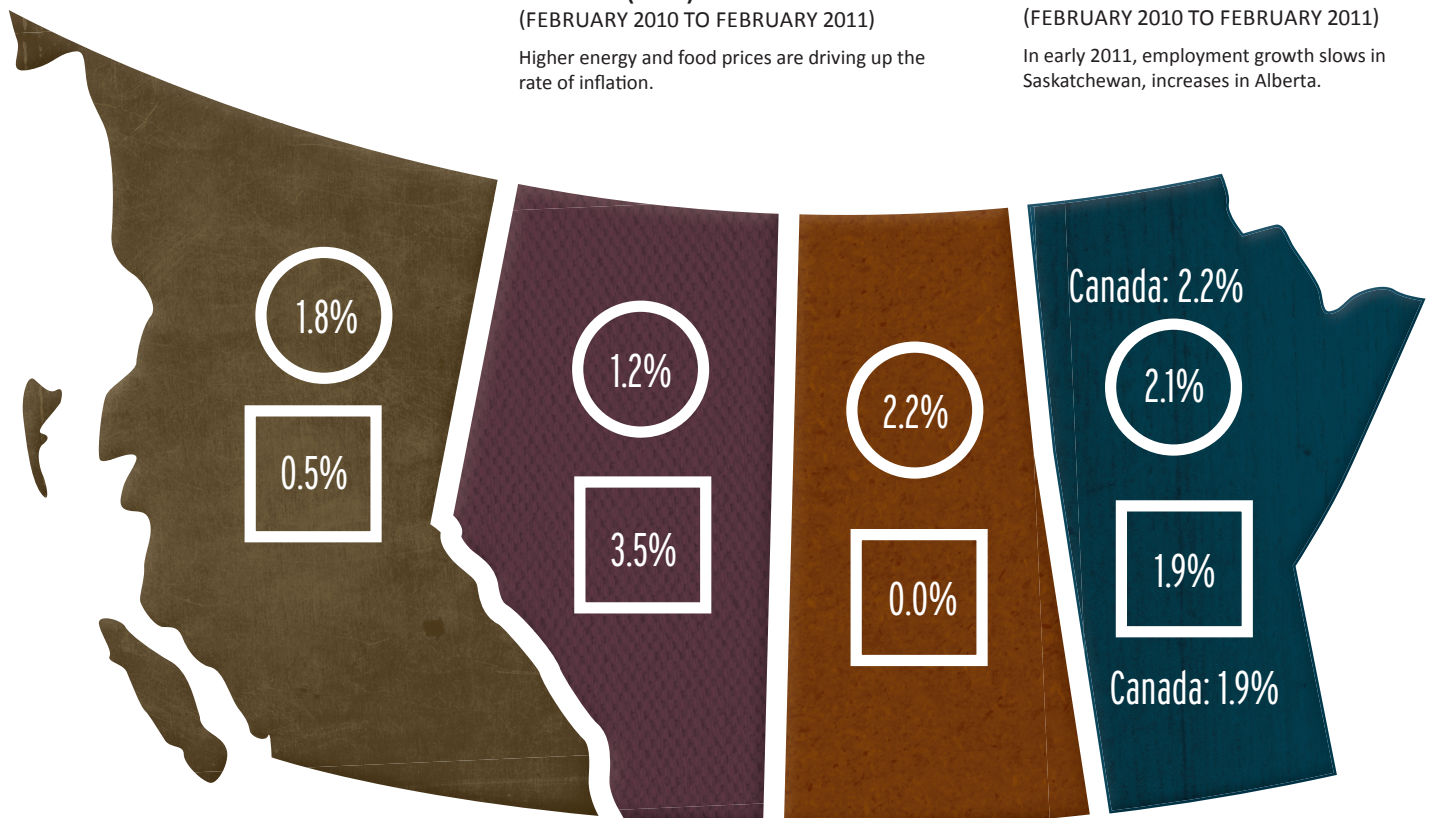 (FEBRUARY 2010 TO FEBRUARY 2011)
Higher energy and food prices are driving up the
rate of inflation.
(FEBRUARY 2010 TO FEBRUARY 2011)
In early 2011, employment growth slows in
Saskatchewan, increases in Alberta.
1.8%
0.5%
1.2%
3.5%
2.2%
0.0%
Canada: 2.2%
2.1%
1.9%
Canada: 1.9%